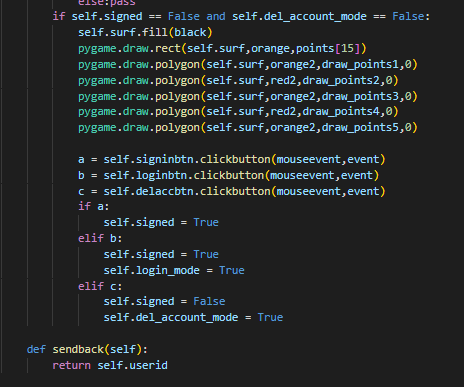 else:pass
if self.signed == False and self.del_account_mode == False:
self.surf.fill(black)
pygame.draw.rect(self.surf,orange,points[15])
pygame.draw.polygon(self.surf,orange2,draw_points1,0)
pygame.draw.polygon(self.surf,red2,draw_points2,0)
pygame.draw.polygon(self.surf,orange2,draw_points3,0)
pygame.draw.polygon(self.surf,red2,draw_points4,0)
pygame.draw.polygon(self.surf,orange2,draw_points5,0)
a = self.signinbtn.clickbutton(mouseevent,event)
b = self.loginbtn.clickbutton(mouseevent,event)
c = self.delaccbtn.clickbutton(mouseevent,event)
if a:
self.signed = True
elif b:
self.signed = True
self.login_mode = True
elif c:
self.signed = False
self.del_account_mode = True
def sendback(self):
return self.userid